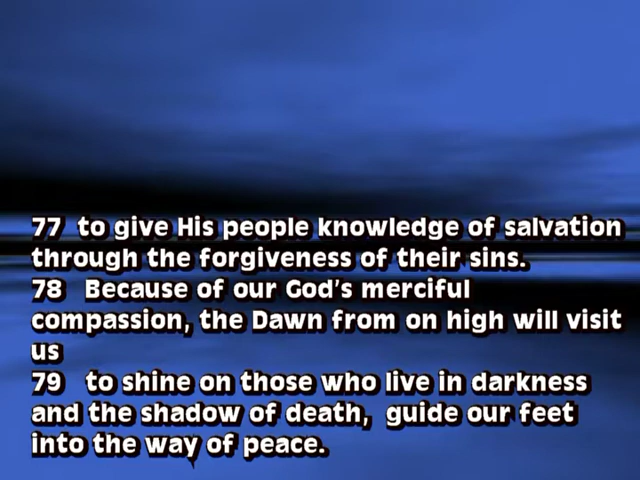 77  to give His people knowledge of salvation
through the forgiveness of their sins.
78  Because of our God's merciful
compassion, the Dawn from on high will visit
us
79  to shine on those who live in darkness
and the shadow of death,  guide our feet
into the way of peace.